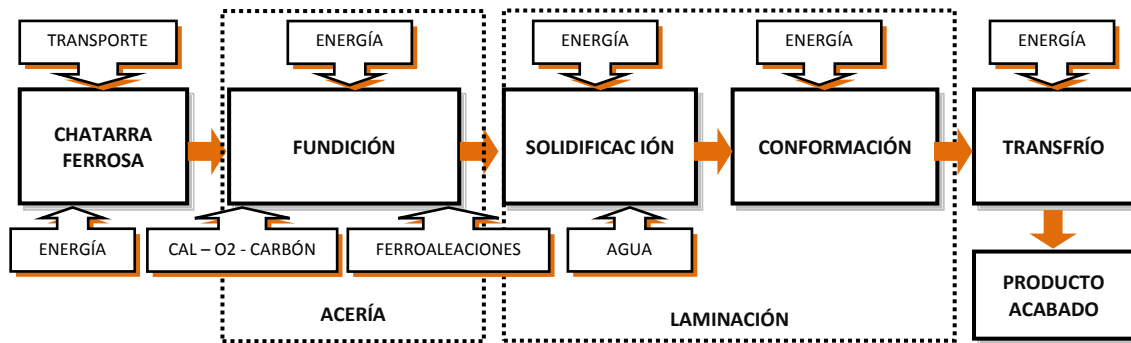 TRANSPORTE
ENERGÍA
ENERGÍA
ENERGÍA
ENERGÍA
CHATARRA
FERROSA
FUNDICIÓN
SOLIDIFICAC IÓN
CONFORMACIÓN
TRANSFRÍO
ENERGÍA
CAL – O2 - CARBÓN
FERROALEACIONES
AGUA
ACERÍA
LAMINACIÓN
PRODUCTO
ACABADO